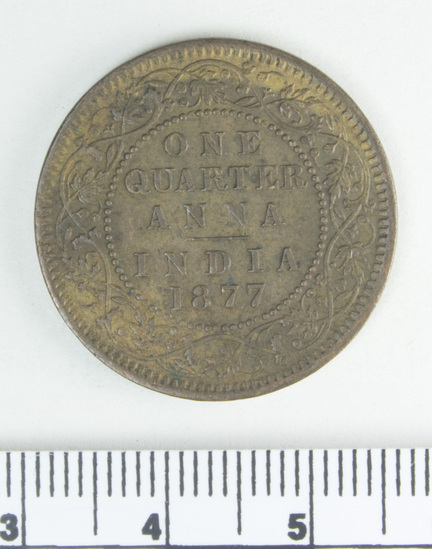 ONE
QUARTER
ANNA
INDIA
1877
3 4 5